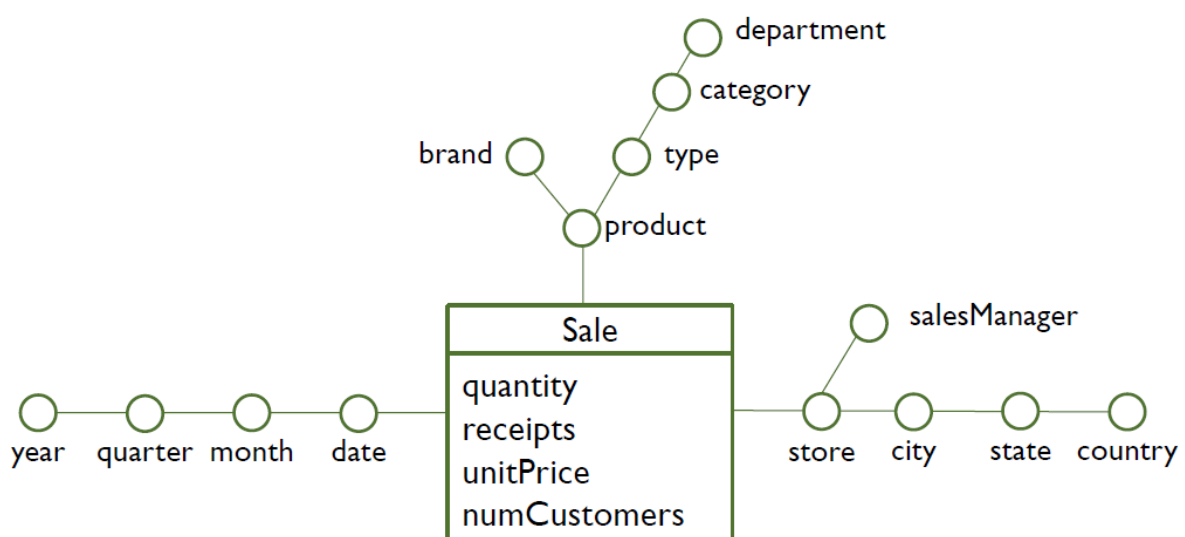 department
category
brand
type
product
Sale
salesManager
quantity
receipts
unitPrice
numCustomers
year
quarter
month
date
store
city
state
country